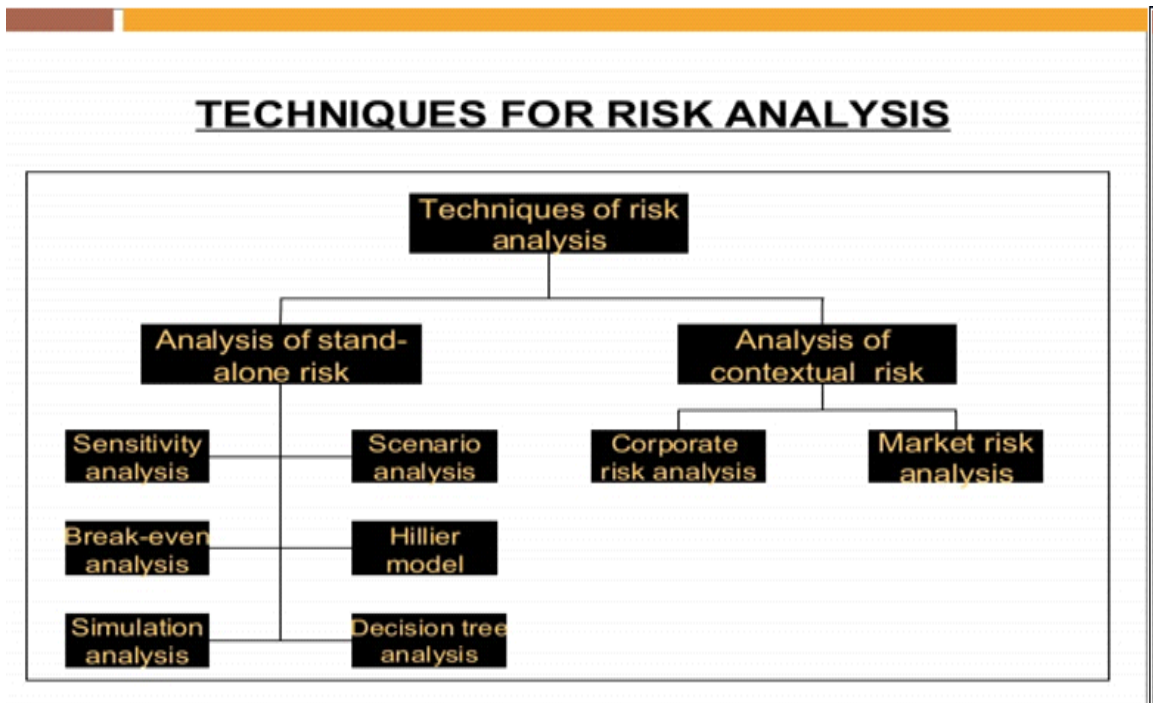 TECHNIQUES FOR RISK ANALYSIS
Techniques of risk
analysis
Analysis of stand-
alone risk
Analysis of
contextual risk
Sensitivity
analysis
Scenario
analysis
Corporate
risk analysis
Market risk
analysis
Break-even
analysis
Hillier
model
Simulation
analysis
Decision tree
analysis